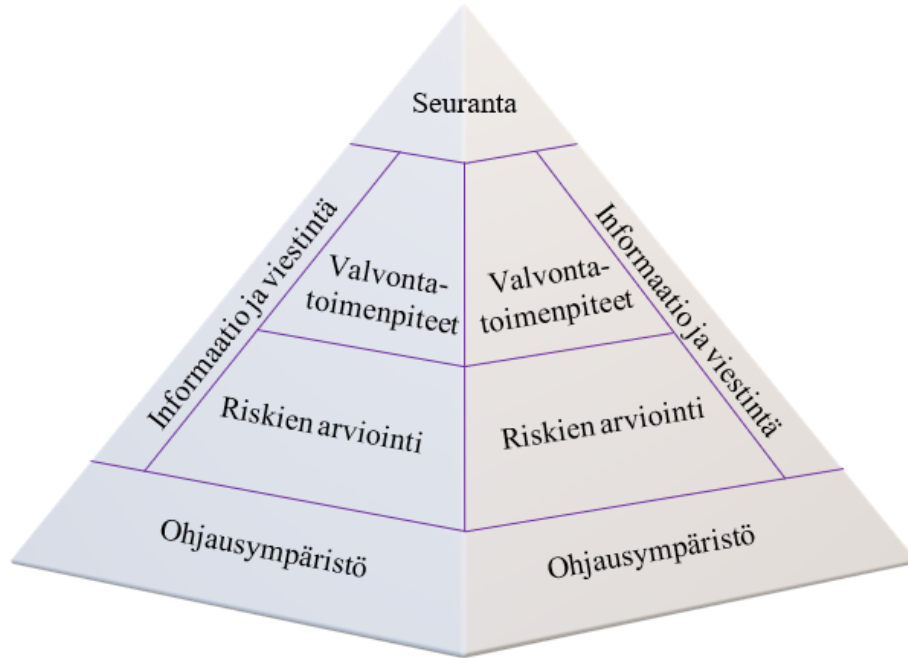 Seuranta
Informaatio ja viestintä
Valvonta-
toimenpiteet
Valvonta-
toimenpiteet
Informaatio ja viestintä
Riskien arviointi
Riskien arviointi
Ohjausympäristö
Ohjausympäristö